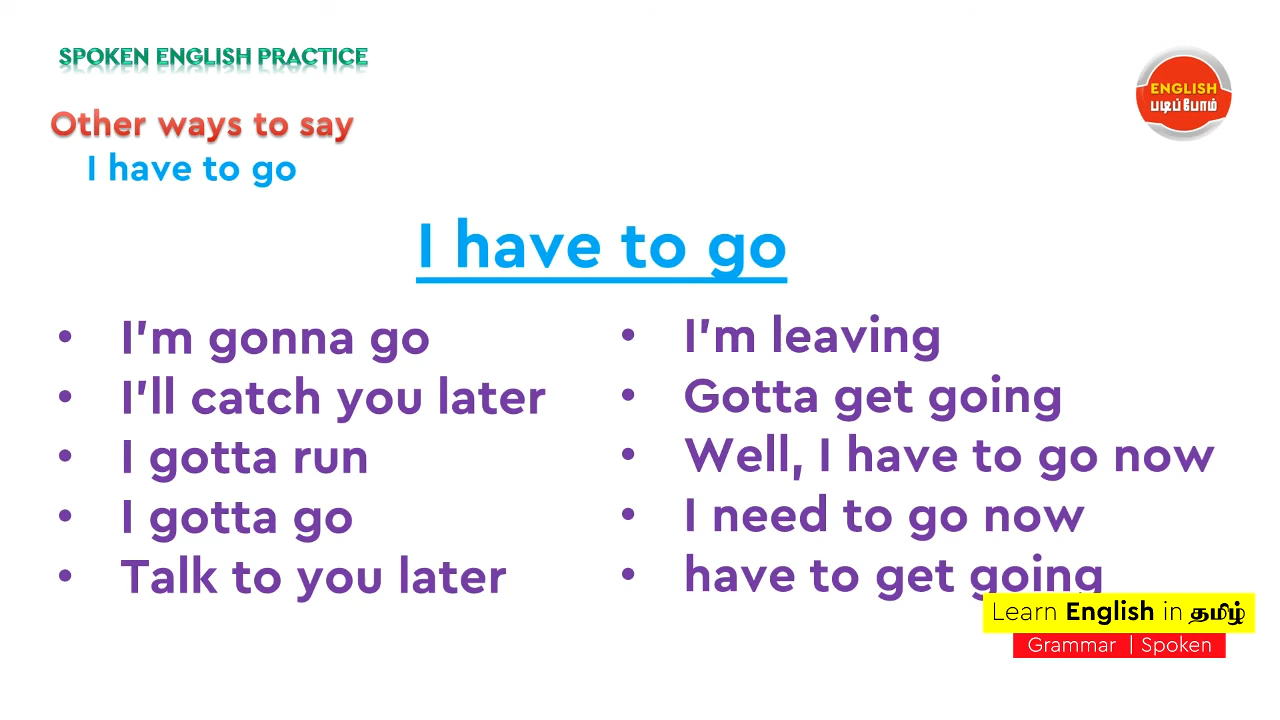 SPOKEN ENGLISH PRACTICE
ENGLISH
படிப்போம்
Other ways to say
I have to go
I have to go
• I'm gonna go
• I'll catch you later
• I gotta run
• I gotta go
• Talk to you later
• I'm leaving
• Gotta get going
• Well, I have to go now
• I need to go now
• have to get going
Learn English in தமிழ்
Grammar | Spoken